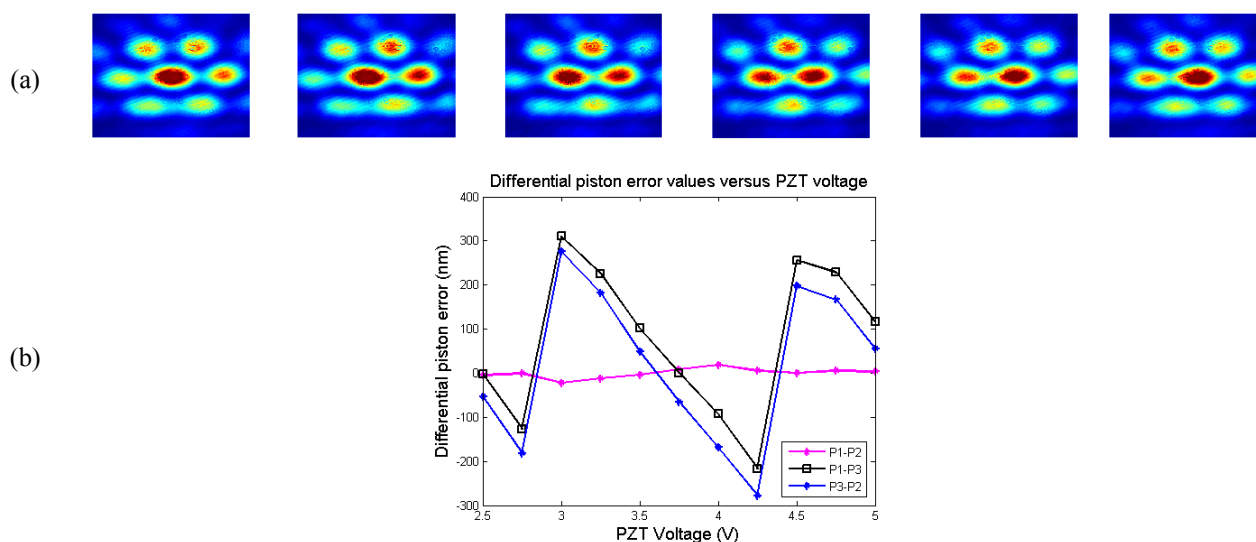 (a)
Differential piston error values versus PZT voltage
400
300
200
100
0
-100
-200
-300
Differential piston error (nm)
2.5
3
3.5
4
4.5
5
PZT Voltage (V)
P1-P2
P1-P3
P3-P2
(b)